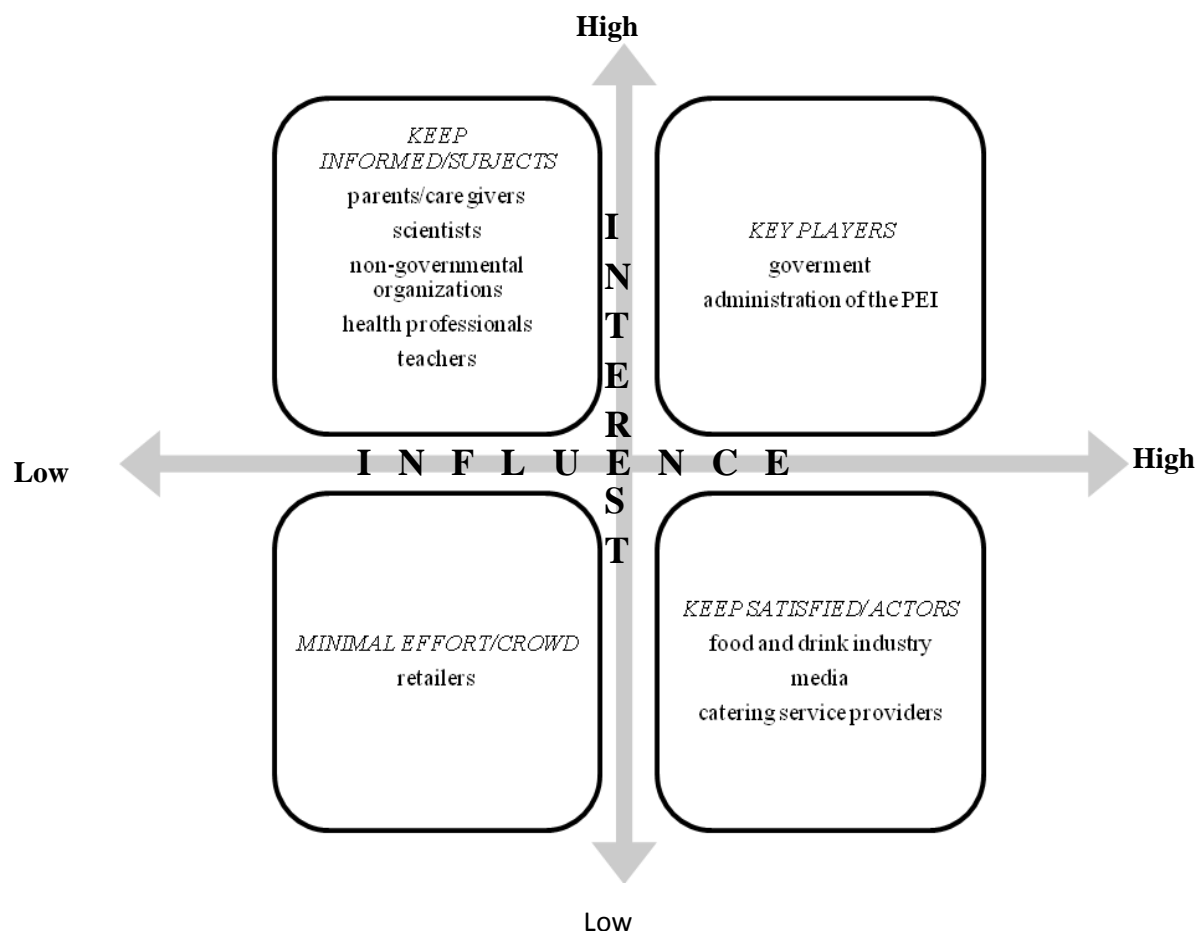 High
KEEP
INFORMED/SUBJECTS
parents/care givers
scientists
non-governmental
organizations
health professionals
teachers
KEY PLAYERS
goverment
administration of the PEI
INTEREST
Low
INFLUENCE
High
MINIMAL EFFORT/CROWD
retailers
KEEP SATISFIED/ACTORS
food and drink industry
media
catering service providers
Low